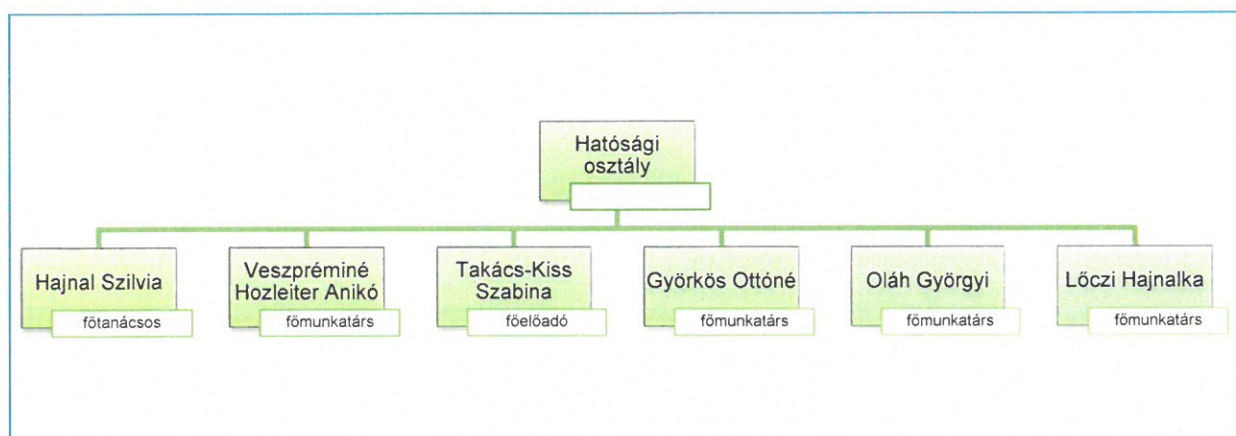 Hatósági
osztály
Hajnal Szilvia
főtanácsos
Veszpréminé
Hozleiter Anikó
főmunkatárs
Takács-Kiss
Szabina
főelőadó
Györkös Ottóné
főmunkatárs
Oláh Györgyi
főmunkatárs
Lőczi Hajnalka
főmunkatárs